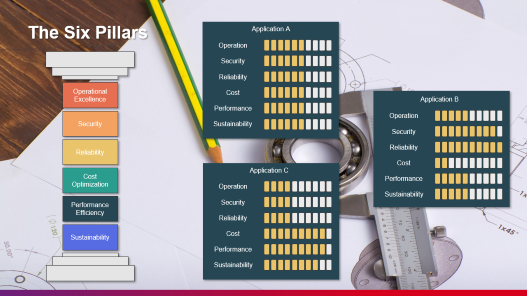 The Six Pillars
Operational
Excellence
Security
Reliability
Cost
Optimization
Performance
Efficiency
Sustainability
Application A
Operation
Security
Reliability
Cost
Performance
Sustainability
Application B
Operation
Security
Reliability
Cost
Performance
Sustainability
Application C
Operation
Security
Reliability
Cost
Performance
Sustainability
1x45°